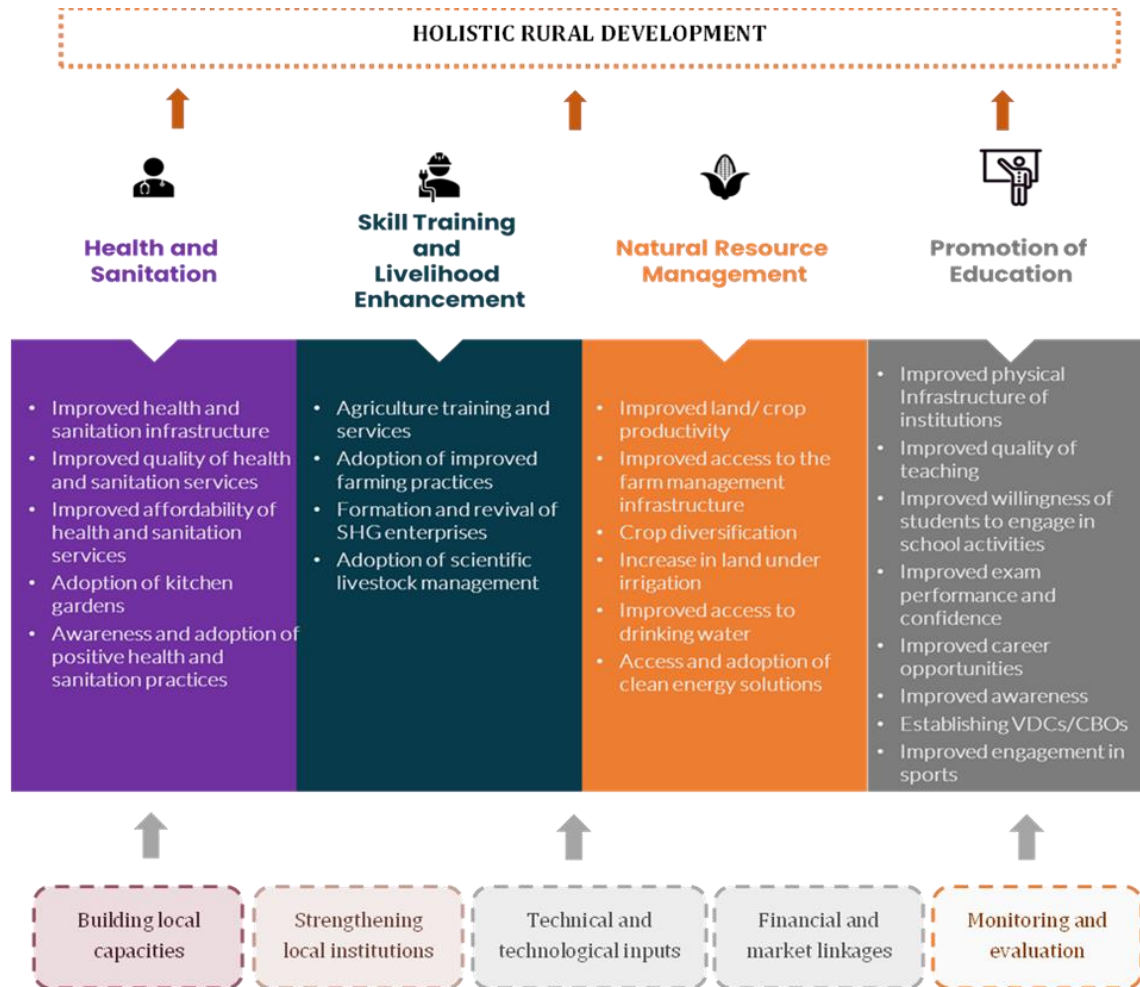 HOLISTIC RURAL DEVELOPMENT
Health and
Sanitation
Skill Training
and
Livelihood
Enhancement
Natural Resource
Management
Promotion of
Education
• Improved health and
sanitation infrastructure
• Improved quality of health
and sanitation services
• Improved affordability of
health and sanitation
services
• Adoption of kitchen
gardens
• Awareness and adoption of
positive health and
sanitation practices
• Agriculture training and
services
• Adoption of improved
farming practices
• Formation and revival of
SHG enterprises
• Adoption of scientific
livestock management
• Improved land/ crop
productivity
• Improved access to the
farm management
infrastructure
• Crop diversification
• Increase in land under
irrigation
• Improved access to
drinking water
• Access and adoption of
clean energy solutions
• Improved physical
Infrastructure of
institutions
• Improved quality of
teaching
• Improved willingness of
students to engage in
school activities
• Improved exam
performance and
confidence
• Improved career
opportunities
• Improved awareness
• Establishing VDCs/CBOs
• Improved engagement in
sports
Building local
capacities
Strengthening
local institutions
Technical and
technological inputs
Financial and
market linkages
Monitoring and
evaluation